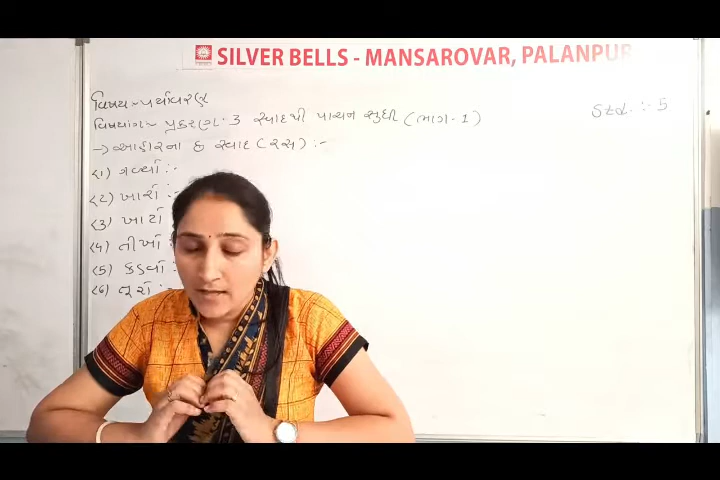 SILVER BELLS - MANSAROVAR, PALANPUR
વિષય :- પર્યાવરણ
Std. :- 5
વિષયાંગ :- પ્રકરણ : 3 સ્વાદથી પાચન સુધી (ભાગ - 1)
→ આહારના છ સ્વાદ (રસ) :-
(1) ગળ્યો :-
(2) ખારો :-
(3) ખાટો
(4) તીખો
(5) કડવો :
(6) તૂરો :